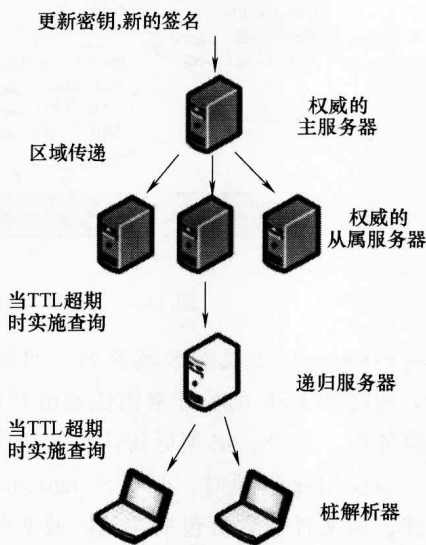 更新密钥,新的签名
权威的
主服务器
区域传递
权威的
从属服务器
当TTL超期
时实施查询
递归服务器
当TTL超期
时实施查询
桩解析器